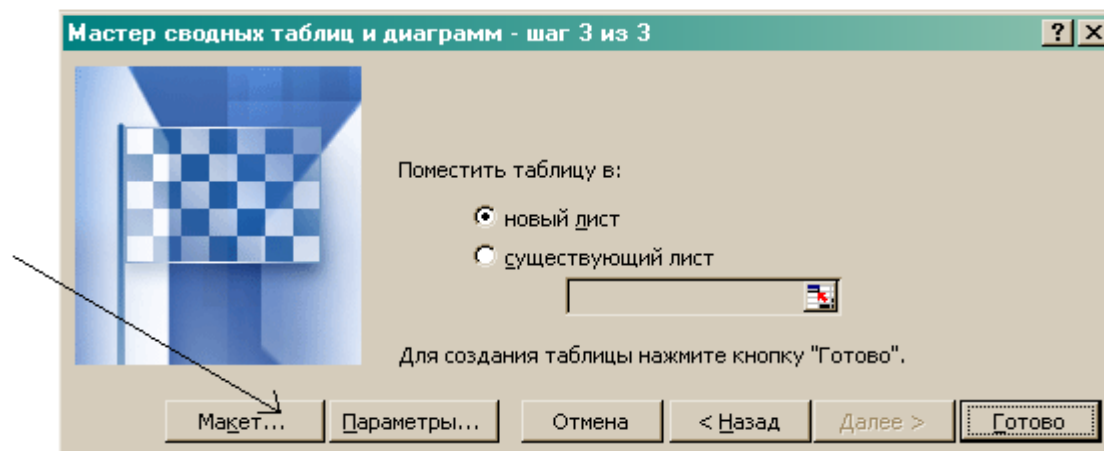 Мастер сводных таблиц и диаграмм - шаг 3 из 3
Поместить таблицу в:
новый лист
существующий лист
Для создания таблицы нажмите кнопку "Готово".
Макет... Параметры... Отмена < Назад Далее > Готово